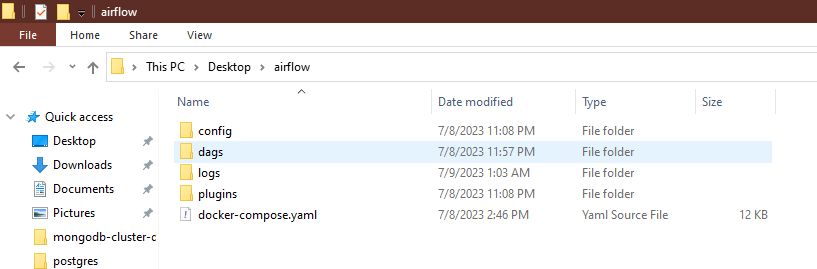 airflow
File Home Share View
This PC Desktop airflow
Name Date modified Type Size
Quick access
config 7/8/2023 11:08 PM File folder
Desktop
dags 7/8/2023 11:57 PM File folder
Downloads
logs 7/9/2023 1:03 AM File folder
Documents
plugins 7/8/2023 11:08 PM File folder
Pictures
docker-compose.yaml 7/8/2023 2:46 PM Yaml Source File 12 KB
mongodb-cluster-c
postgres